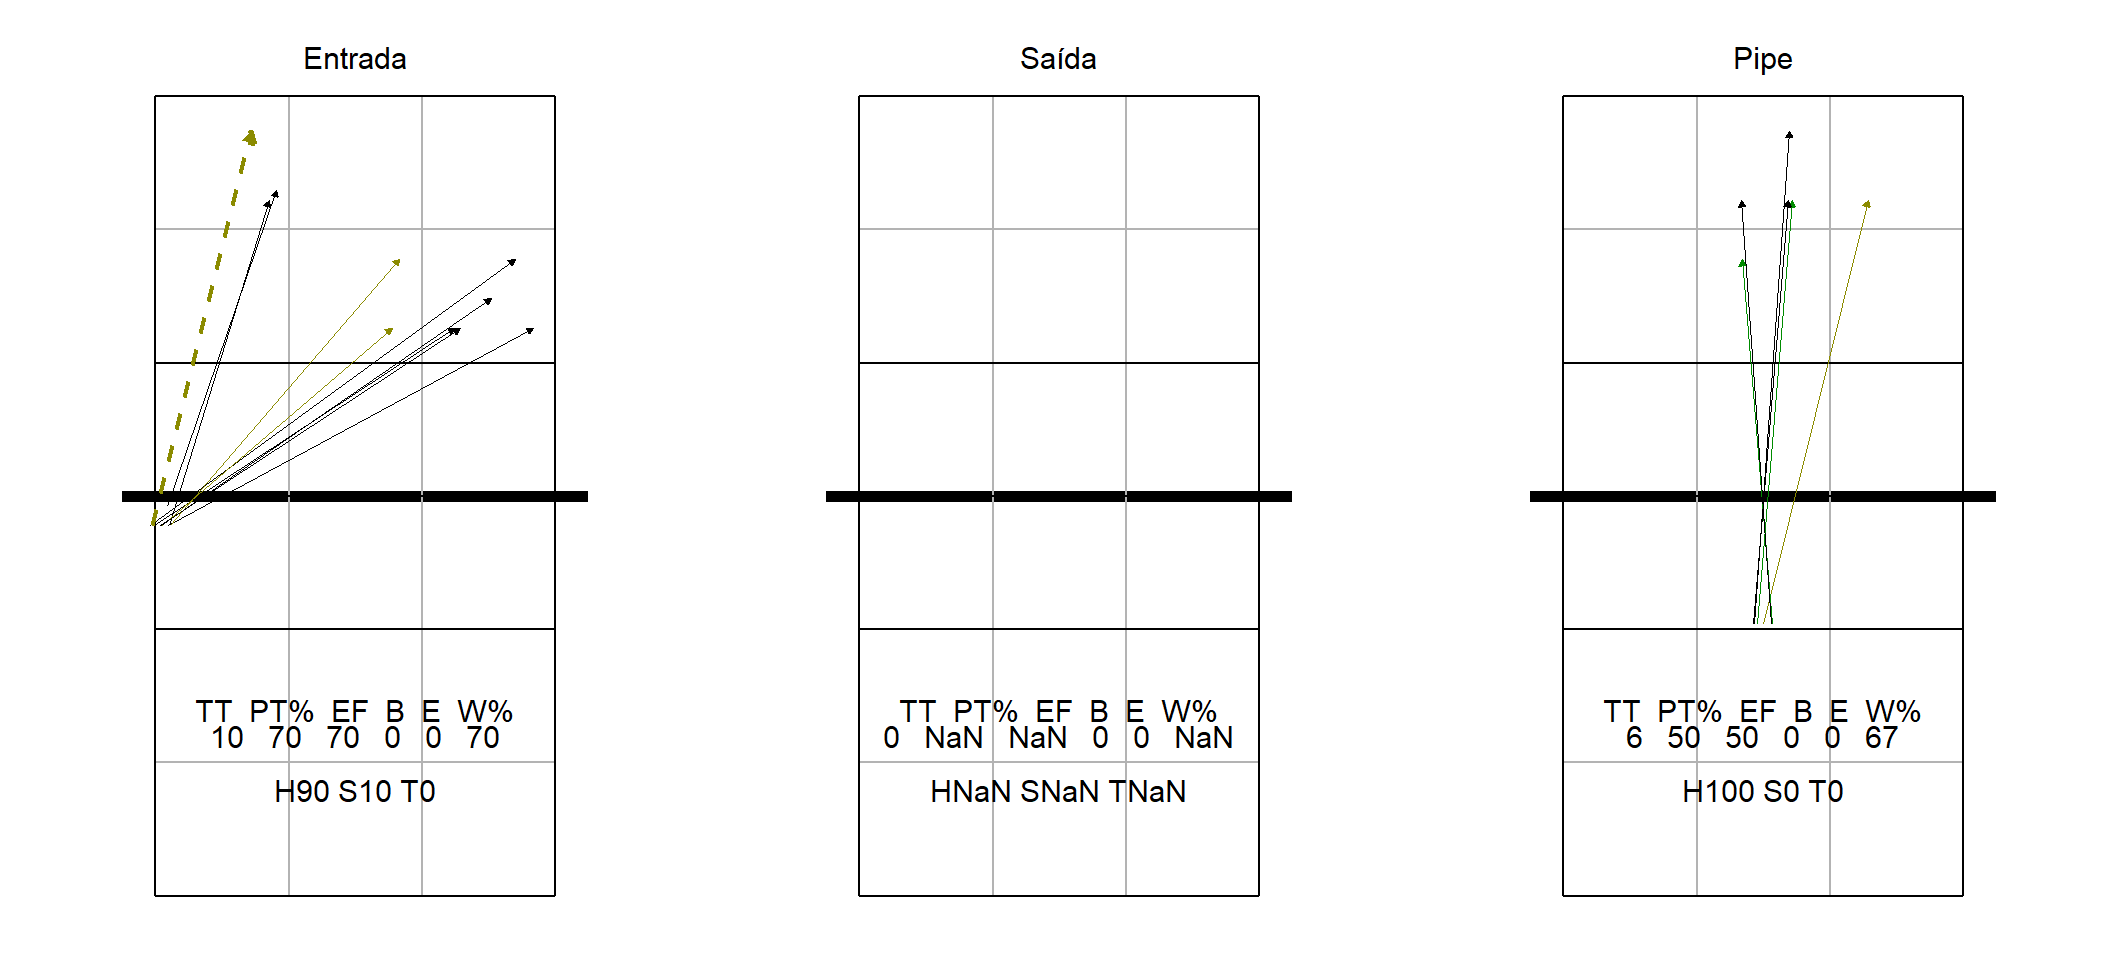 Entrada
TT PT% EF B E W%
10 70 70 0 0 70
H90 S10 T0
Saída
TT PT% EF B E W%
0 NaN NaN 0 0 NaN
HNaN SNaN TNaN
Pipe
TT PT% EF B E W%
6 50 50 0 0 67
H100 S0 T0